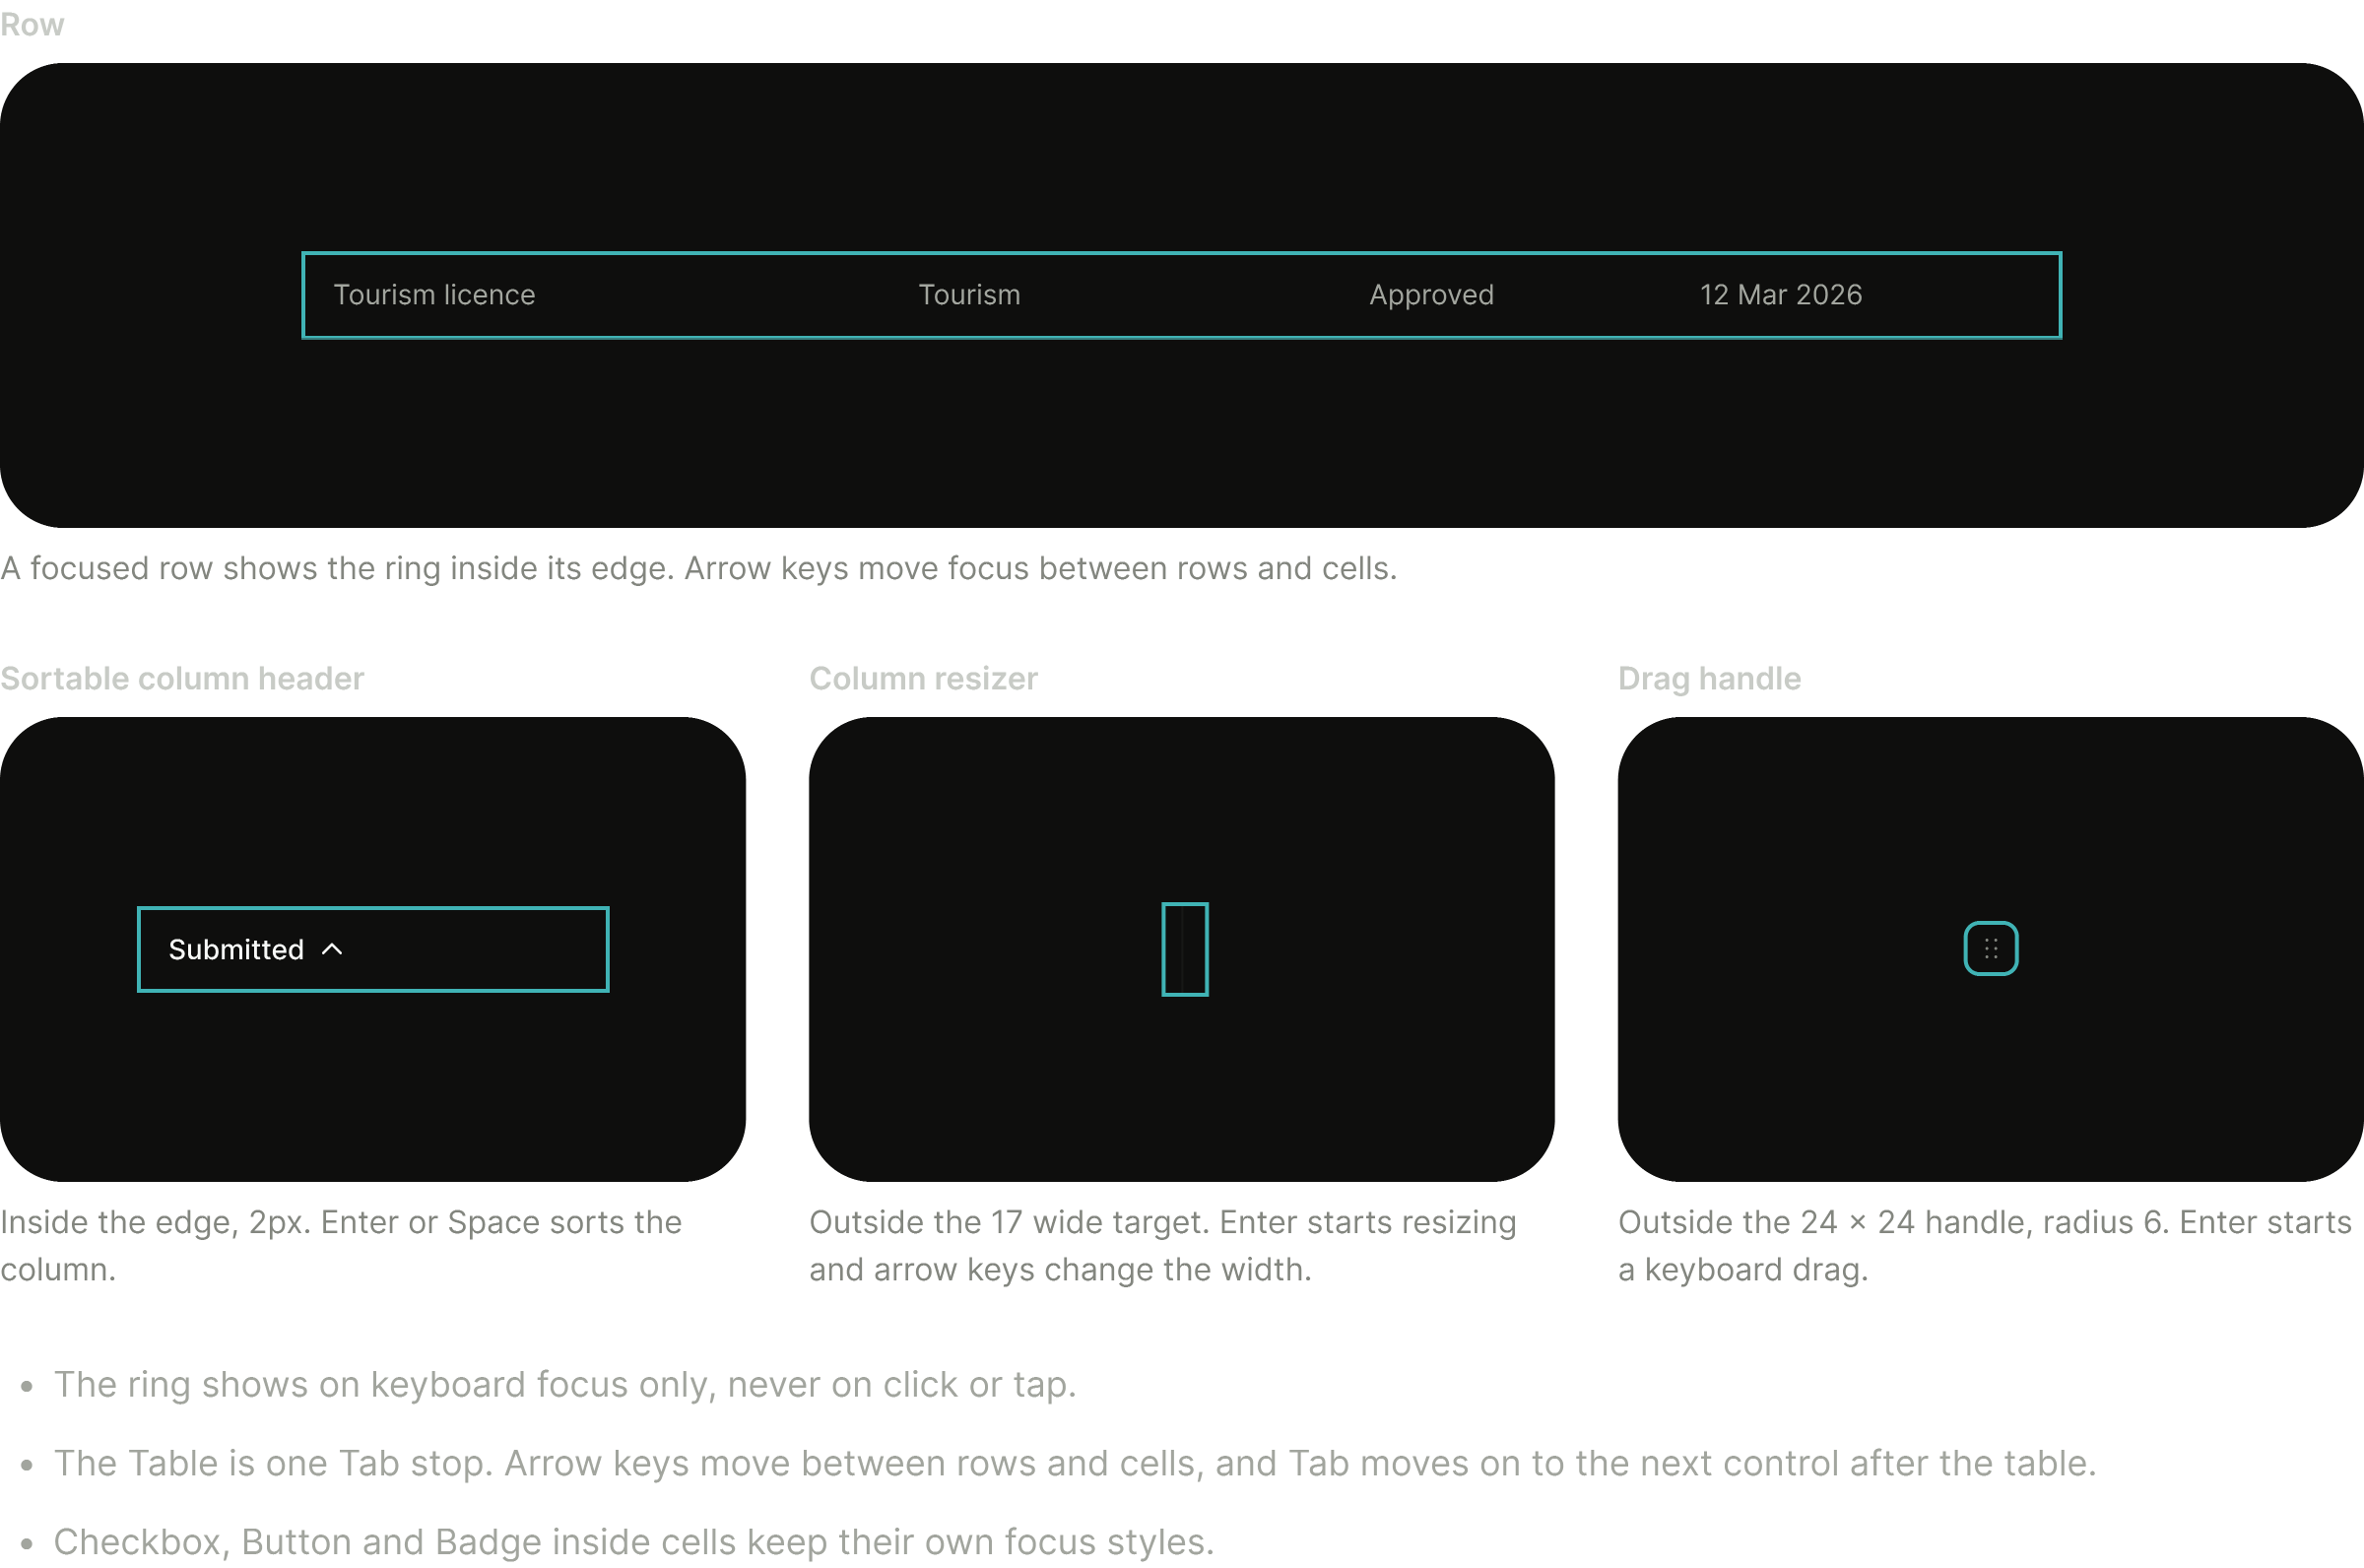 Row
Tourism licence Tourism Approved 12 Mar 2026
A focused row shows the ring inside its edge. Arrow keys move focus between rows and cells.
Sortable column header
Submitted
Inside the edge, 2px. Enter or Space sorts the
column.
Column resizer
Outside the 17 wide target. Enter starts resizing
and arrow keys change the width.
Drag handle
Outside the 24 × 24 handle, radius 6. Enter starts
a keyboard drag.
• The ring shows on keyboard focus only, never on click or tap.
• The Table is one Tab stop. Arrow keys move between rows and cells, and Tab moves on to the next control after the table.
• Checkbox, Button and Badge inside cells keep their own focus styles.